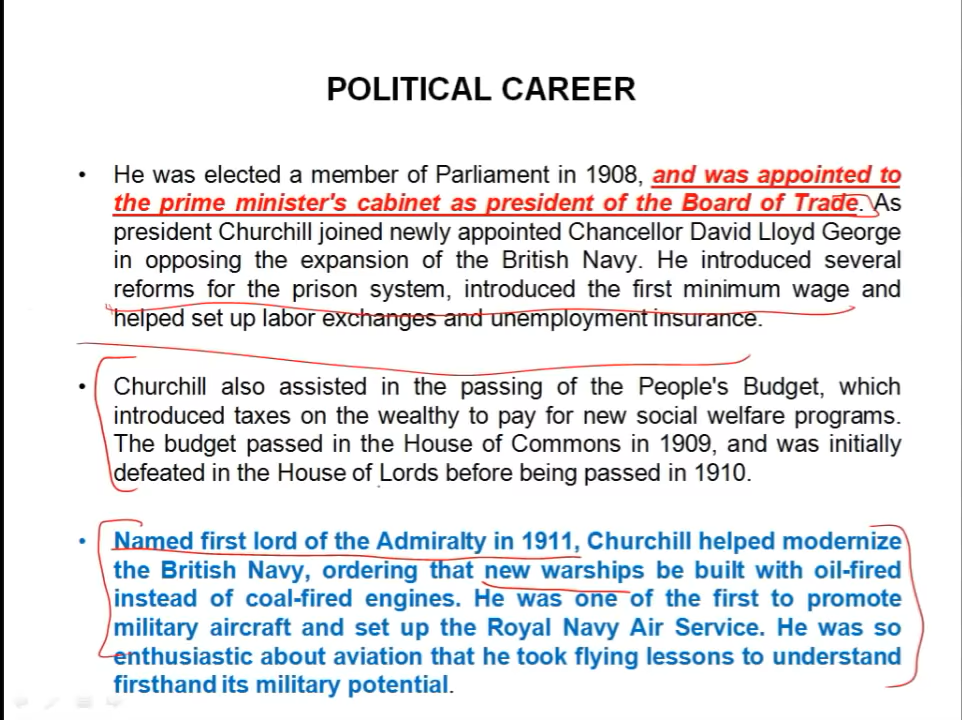 POLITICAL CAREER
• He was elected a member of Parliament in 1908, and was appointed to
the prime minister's cabinet as president of the Board of Trade. As
president Churchill joined newly appointed Chancellor David Lloyd George
in opposing the expansion of the British Navy. He introduced several
reforms for the prison system, introduced the first minimum wage and
helped set up labor exchanges and unemployment insurance.
• Churchill also assisted in the passing of the People's Budget, which
introduced taxes on the wealthy to pay for new social welfare programs.
The budget passed in the House of Commons in 1909, and was initially
defeated in the House of Lords before being passed in 1910.
• Named first lord of the Admiralty in 1911, Churchill helped modernize
the British Navy, ordering that new warships be built with oil-fired
instead of coal-fired engines. He was one of the first to promote
military aircraft and set up the Royal Navy Air Service. He was so
enthusiastic about aviation that he took flying lessons to understand
firsthand its military potential.